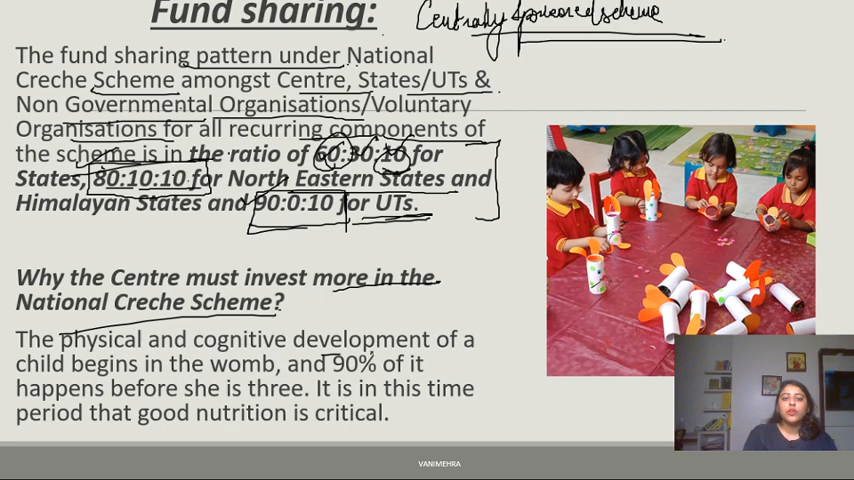 Fund sharing:
Centrally sponsored scheme
The fund sharing pattern under National
Creche Scheme amongst Centre, States/UTs &
Non Governmental Organisations/Voluntary
Organisations for all recurring components of
the scheme is in the ratio of 60:30:10 for
States, 80:10:10 for North Eastern States and
Himalayan States and 90:0:10 for UTs.
Why the Centre must invest more in the
National Creche Scheme?
The physical and cognitive development of a
child begins in the womb, and 90% of it
happens before she is three. It is in this time
period that good nutrition is critical.
VANIMEHRA